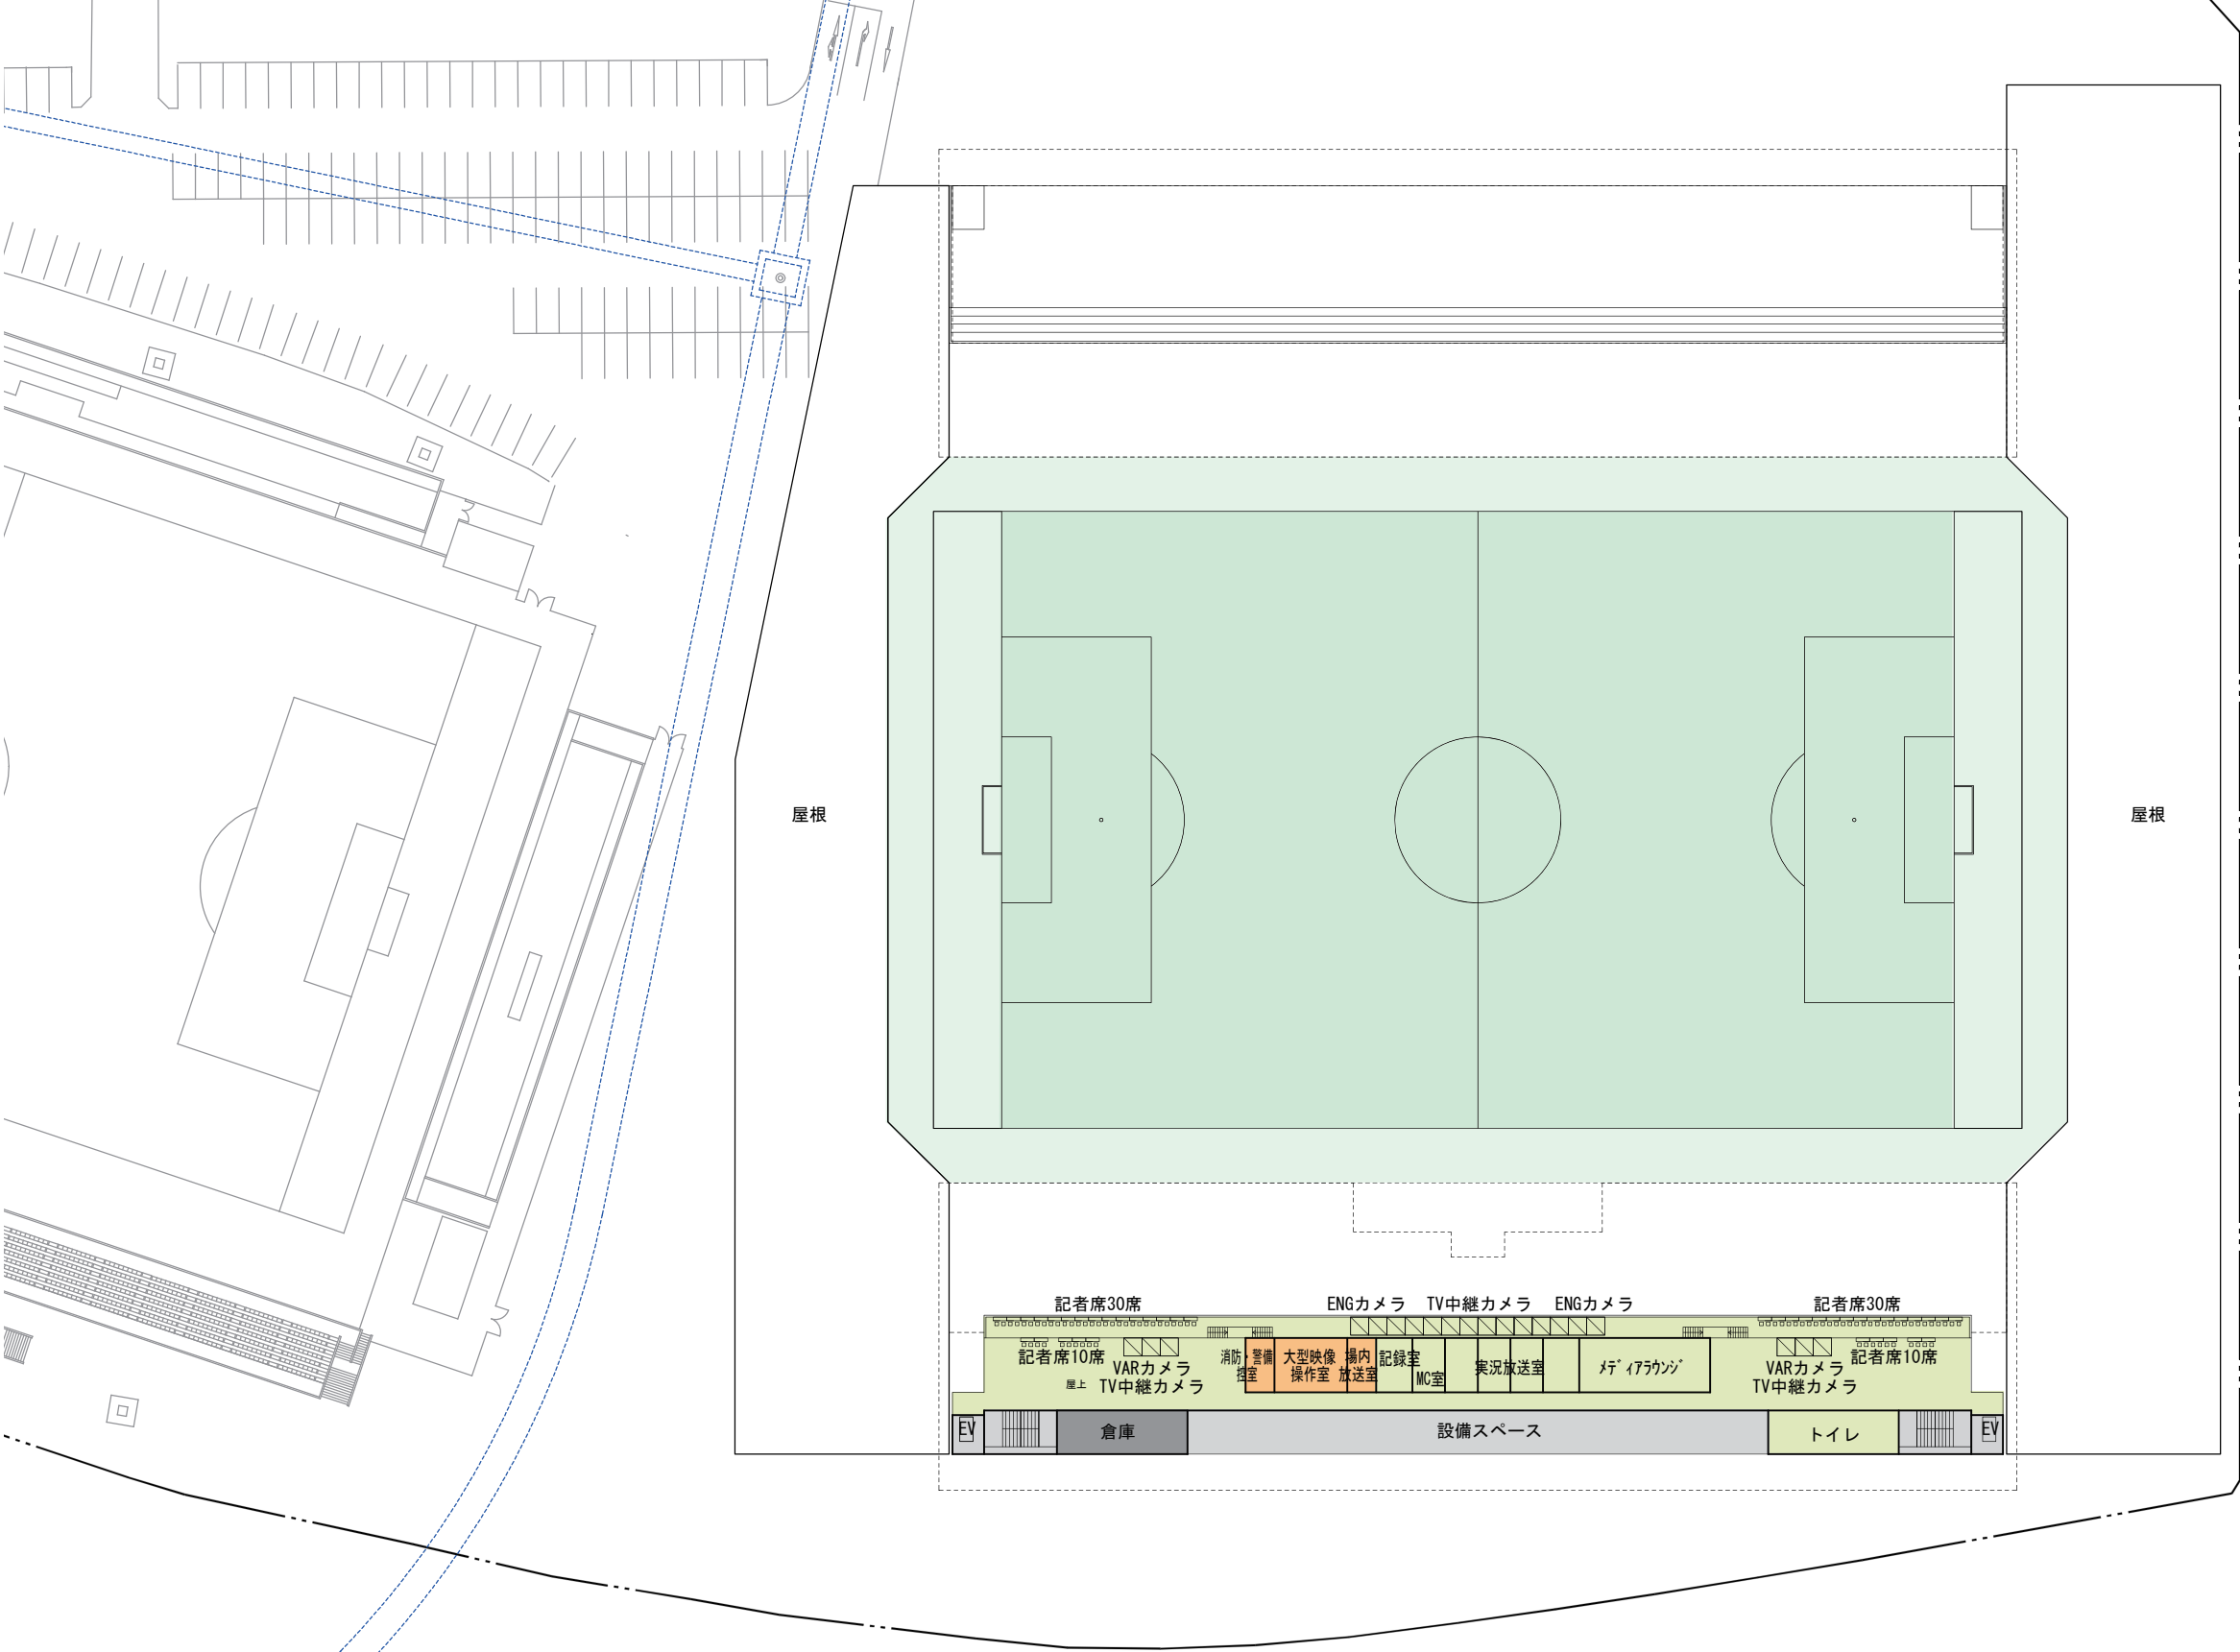 屋根
屋根
記者席30席
ENGカメラ
TV中継カメラ
ENGカメラ
記者席30席
記者席10席
VARカメラ
TV中継カメラ
屋上
消防・警備
控室
大型映像
操作室
場内
放送室
記録室
MC室
実況放送室
ﾒﾃﾞｨｱﾗｳﾝｼﾞ
VARカメラ
TV中継カメラ
記者席10席
EV
倉庫
設備スペース
トイレ
EV